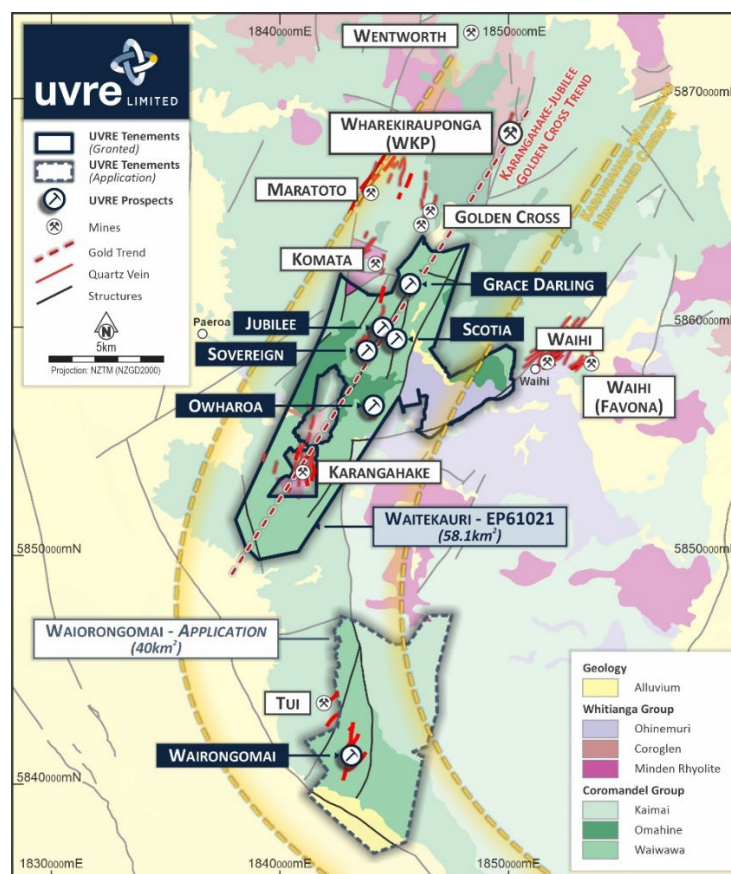 1840000mE
1850000mE
WENTWORTH
uvre
LIMITED
5870000mN
UVRE Tenements
(Granted)
UVRE Tenements
(Application)
UVRE Prospects
Mines
Gold Trend
Quartz Vein
Structures
N
5km
Projection: NZTM (NZGD2000)
WHAREKIRAUPONGA
(WKP)
KARANGAHAKE-JUBILEE
GOLDEN CROSS TREND
MINERALISED CORRIDOR
MARATOTO
GOLDEN CROSS
KOMATA
GRACE DARLING
Paeroa
JUBILEE
SCOTIA
5860000mN
SOVEREIGN
WAIHI
Waihi
WAIHI
(FAVONA)
OWHAROA
KARANGAHAKE
WAITEKAURI - EP61021
(58.1km²)
5850000mN
5850000mN
WAIORONGOMAI - APPLICATION
(40km²)
TUI
WAIRONGOMAI
5840000mN
Geology
Alluvium
Whitianga Group
Ohinemuri
Coroglen
Minden Rhyolite
Coromandel Group
Kaimai
Omahine
Waiwawa
1830000mE
1840000mE
1850000mE